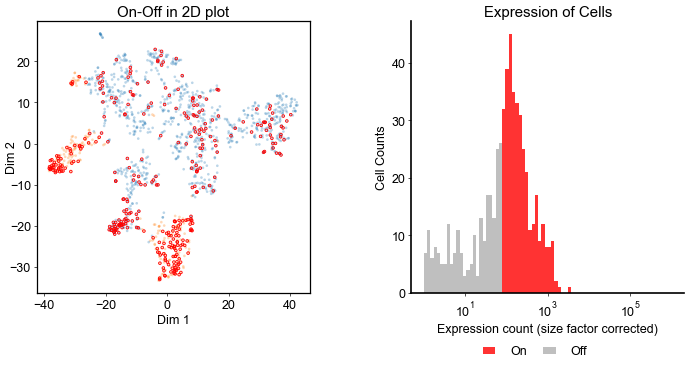 On-Off in 2D plot
20
10
0
−10
−20
−30
−40
−20
0
20
40
Dim 2
Dim 1
Expression of Cells
40
30
20
10
0
10^1
10^3
10^5
Cell Counts
Expression count (size factor corrected)
On
Off